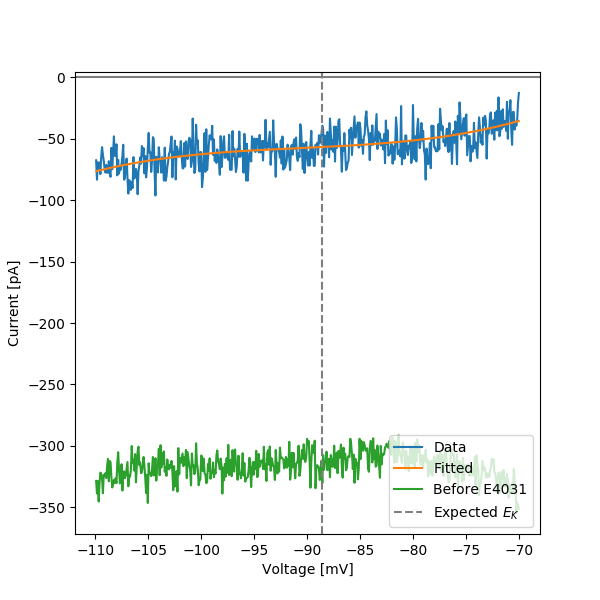 0
−50
−100
−150
−200
−250
−300
−350
Current [pA]
Data
Fitted
Before E4031
Expected E_K
−110 −105 −100 −95 −90 −85 −80 −75 −70
Voltage [mV]